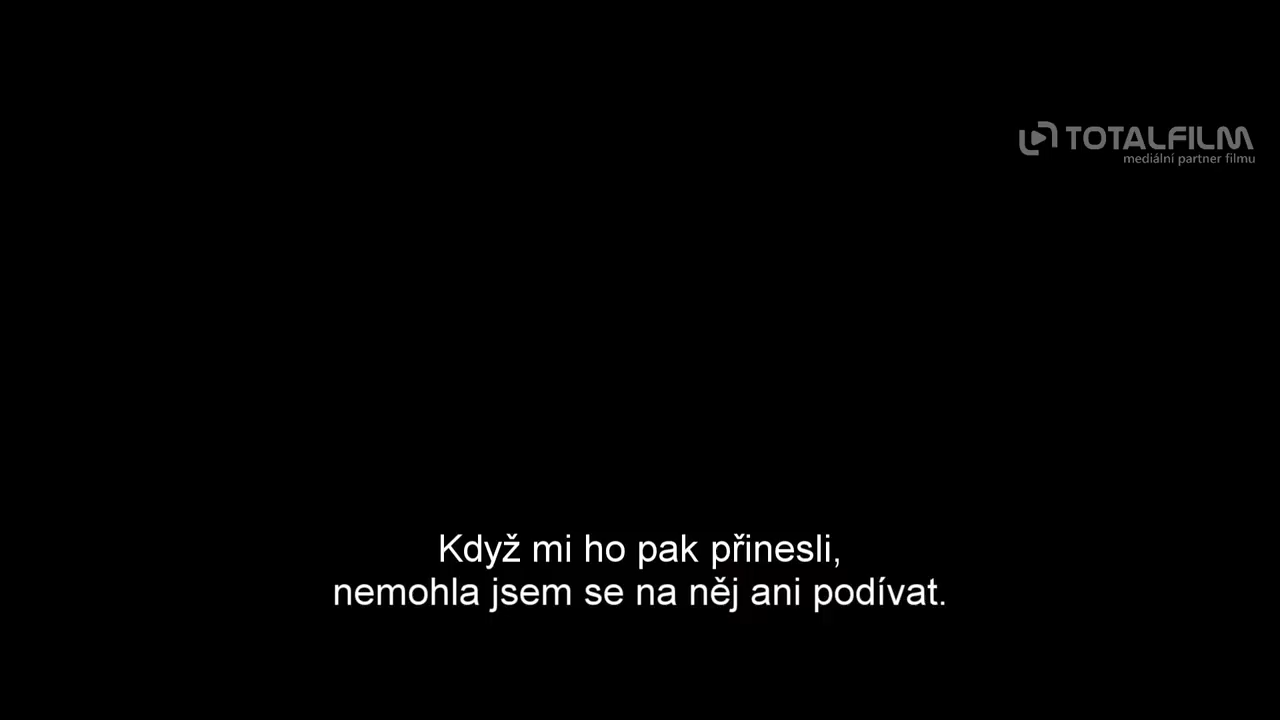 TOTALFILM
mediální partner filmu
Když mi ho pak přinesli,
nemohla jsem se na něj ani podívat.